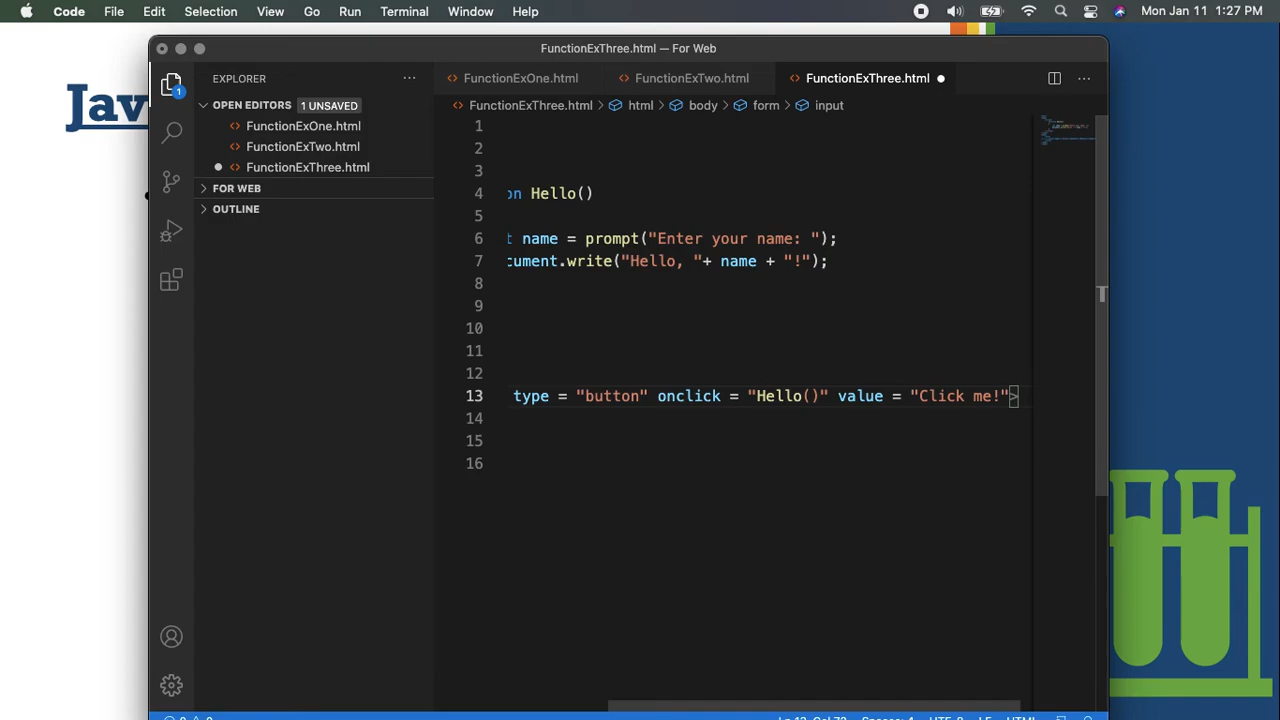 Code File Edit Selection View Go Run Terminal Window Help Mon Jan 11 1:27 PM
FunctionExThree.html — For Web
Jav
EXPLORER
FunctionExOne.html FunctionExTwo.html FunctionExThree.html
OPEN EDITORS 1 UNSAVED
FunctionExThree.html > html > body > form > input
FunctionExOne.html
FunctionExTwo.html
FunctionExThree.html
FOR WEB
OUTLINE
1
1
2
3
4 on Hello()
5
6 t name = prompt("Enter your name: ");
7 cument.write("Hello, "+ name + "!");
8
9
10
11
12
13 type = "button" onclick = "Hello()" value = "Click me!">
14
15
16